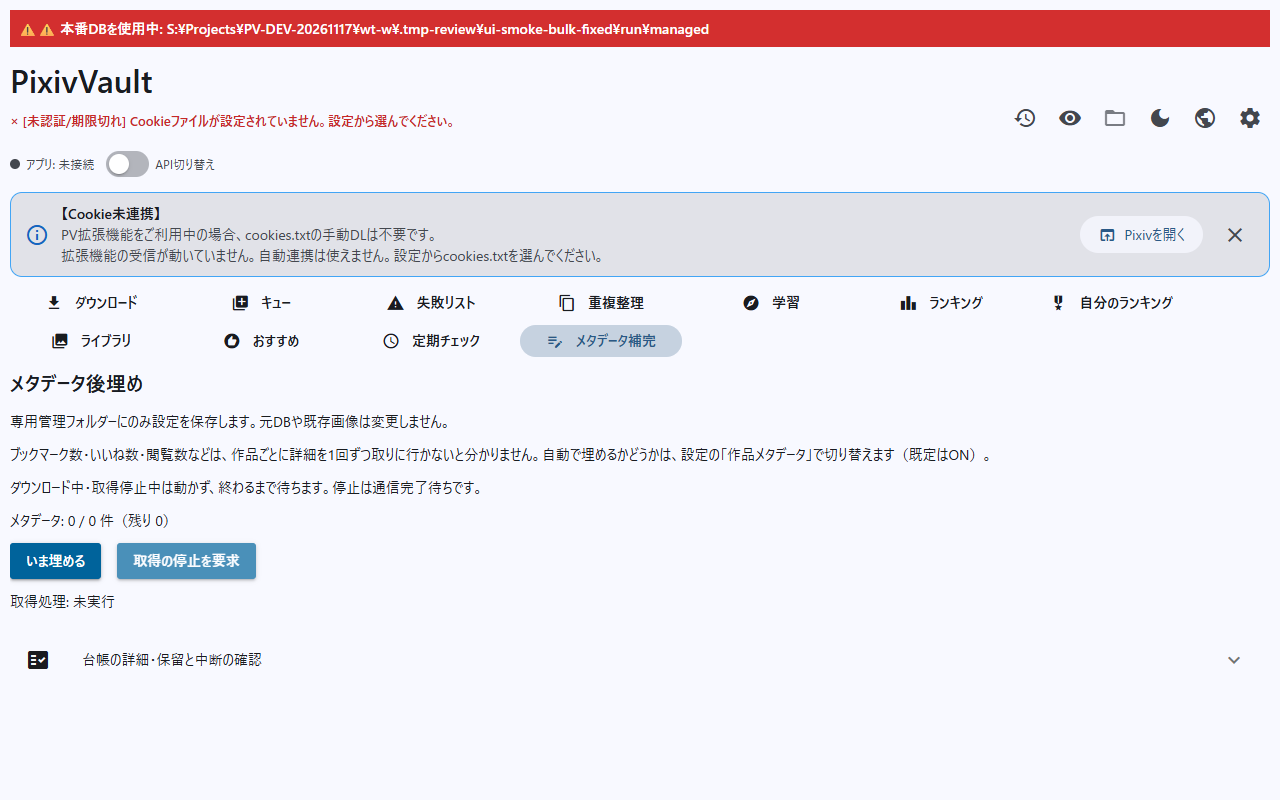 本番DBを使用中: S:¥Projects¥PV-DEV-20261117¥wt-w¥.tmp-review¥ui-smoke-bulk-fixed¥run¥managed
PixivVault
× [未認証/期限切れ] Cookieファイルが設定されていません。設定から選んでください。
アプリ: 未接続 API切り替え
【Cookie未連携】
PV拡張機能をご利用中の場合、cookies.txtの手動DLは不要です。
拡張機能の受信が動いていません。自動連携は使えません。設定からcookies.txtを選んでください。
Pixivを開く
ダウンロード キュー 失敗リスト 重複整理 学習 ランキング 自分のランキング
ライブラリ おすすめ 定期チェック メタデータ補完
メタデータ後埋め
専用管理フォルダーにのみ設定を保存します。元DBや既存画像は変更しません。
ブックマーク数・いいね数・閲覧数などは、作品ごとに詳細を1回ずつ取りに行かないと分かりません。自動で埋めるかどうかは、設定の「作品メタデータ」で切り替えます（既定はON）。
ダウンロード中・取得停止中は動かず、終わるまで待ちます。停止は通信完了待ちです。
メタデータ: 0 / 0 件（残り 0）
いま埋める 取得の停止を要求
取得処理: 未実行
台帳の詳細・保留と中断の確認